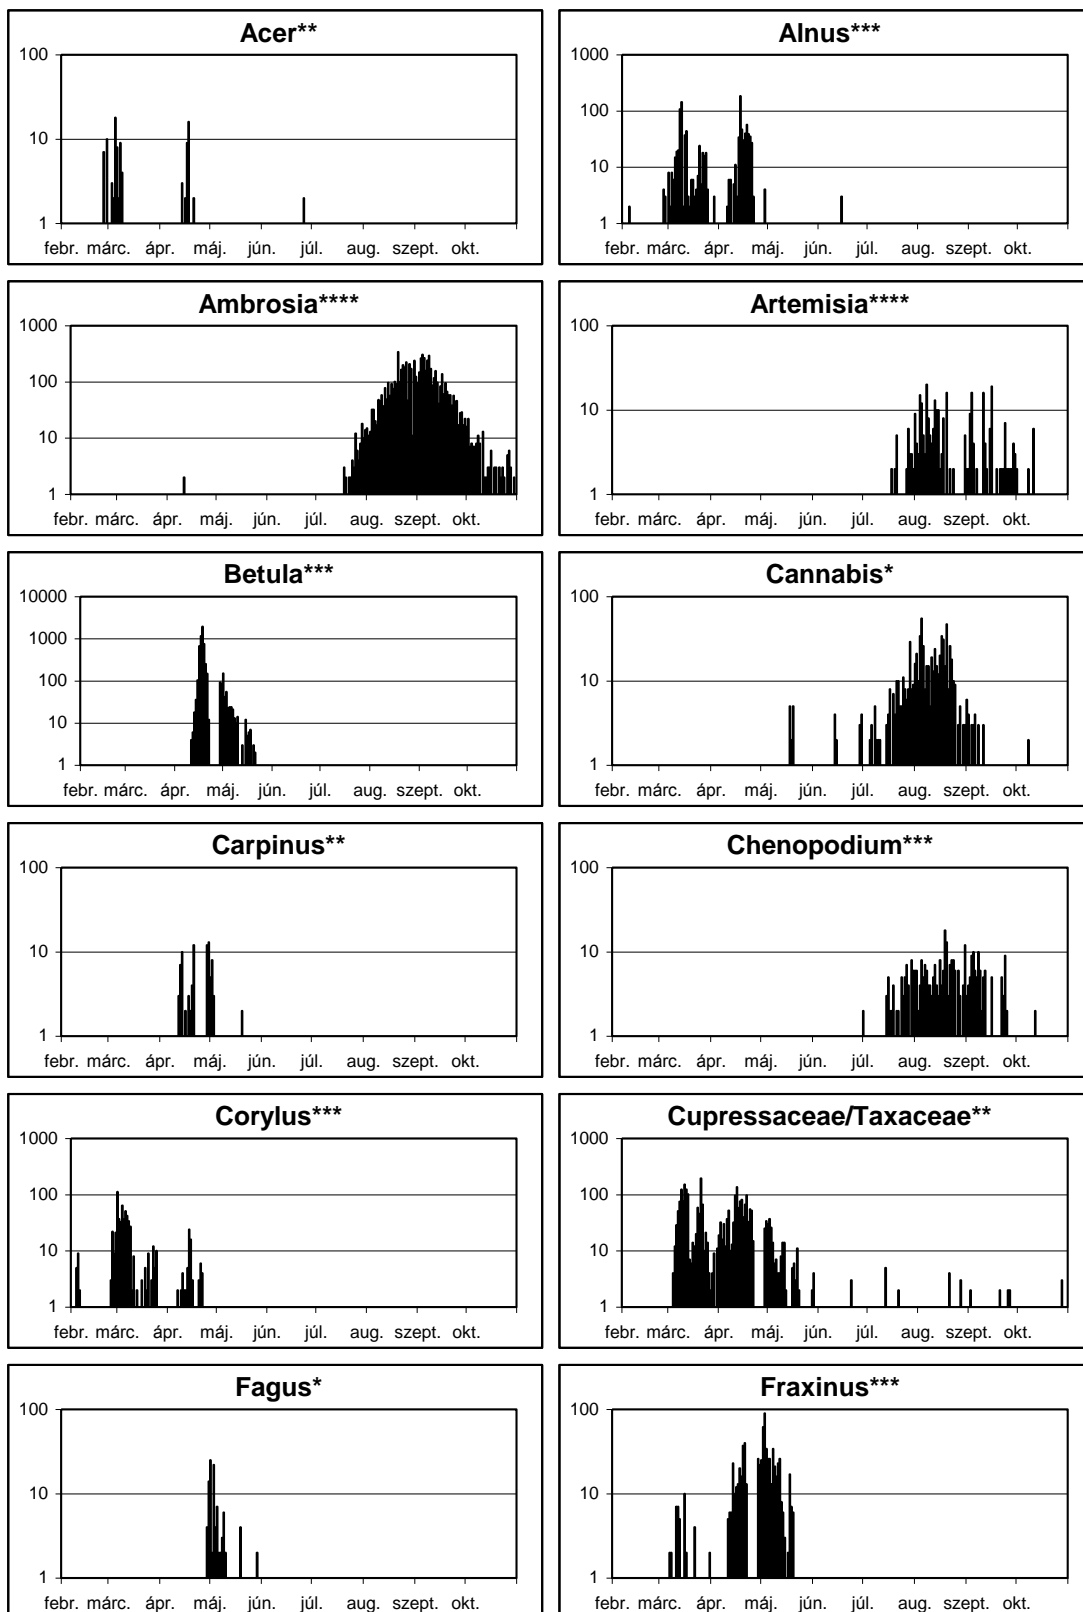 Acer**
100
10
1
febr. márc. ápr. máj. jún. júl. aug. szept. okt.
Alnus***
1000
100
10
1
febr. márc. ápr. máj. jún. júl. aug. szept. okt.
Ambrosia****
1000
100
10
1
febr. márc. ápr. máj. jún. júl. aug. szept. okt.
Artemisia****
100
10
1
febr. márc. ápr. máj. jún. júl. aug. szept. okt.
Betula***
10000
1000
100
10
1
febr. márc. ápr. máj. jún. júl. aug. szept. okt.
Cannabis*
100
10
1
febr. márc. ápr. máj. jún. júl. aug. szept. okt.
Carpinus**
100
10
1
febr. márc. ápr. máj. jún. júl. aug. szept. okt.
Chenopodium***
100
10
1
febr. márc. ápr. máj. jún. júl. aug. szept. okt.
Corylus***
1000
100
10
1
febr. márc. ápr. máj. jún. júl. aug. szept. okt.
Cupressaceae/Taxaceae**
1000
100
10
1
febr. márc. ápr. máj. jún. júl. aug. szept. okt.
Fagus*
100
10
1
febr. márc. ápr. máj. jún. júl. aug. szept. okt.
Fraxinus***
100
10
1
febr. márc. ápr. máj. jún. júl. aug. szept. okt.